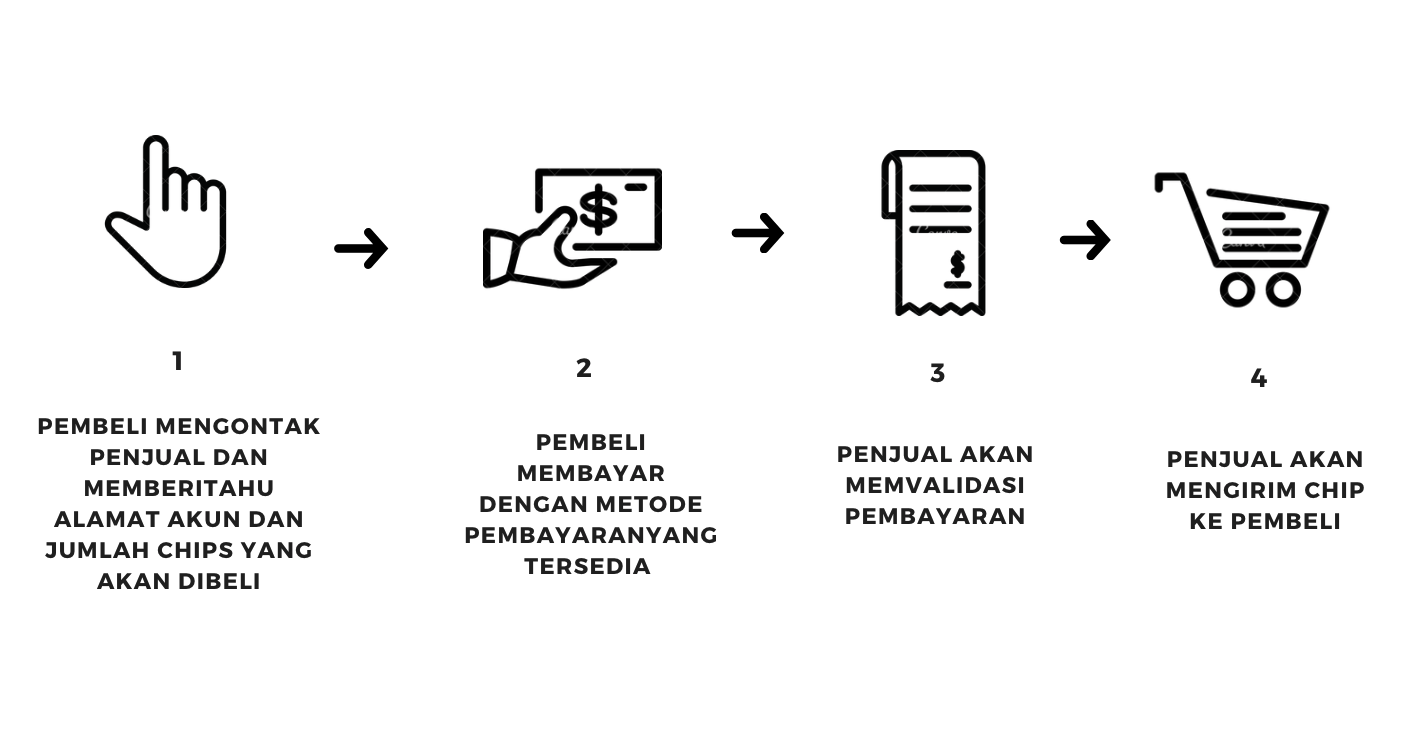 1
PEMBELI MENGONTAK
PENJUAL DAN
MEMBERITAHU
ALAMAT AKUN DAN
JUMLAH CHIPS YANG
AKAN DIBELI
$
2
PEMBELI
MEMBAYAR
DENGAN METODE
PEMBAYARANYANG
TERSEDIA
$
3
PENJUAL AKAN
MEMVALIDASI
PEMBAYARAN
4
PENJUAL AKAN
MENGIRIM CHIP
KE PEMBELI